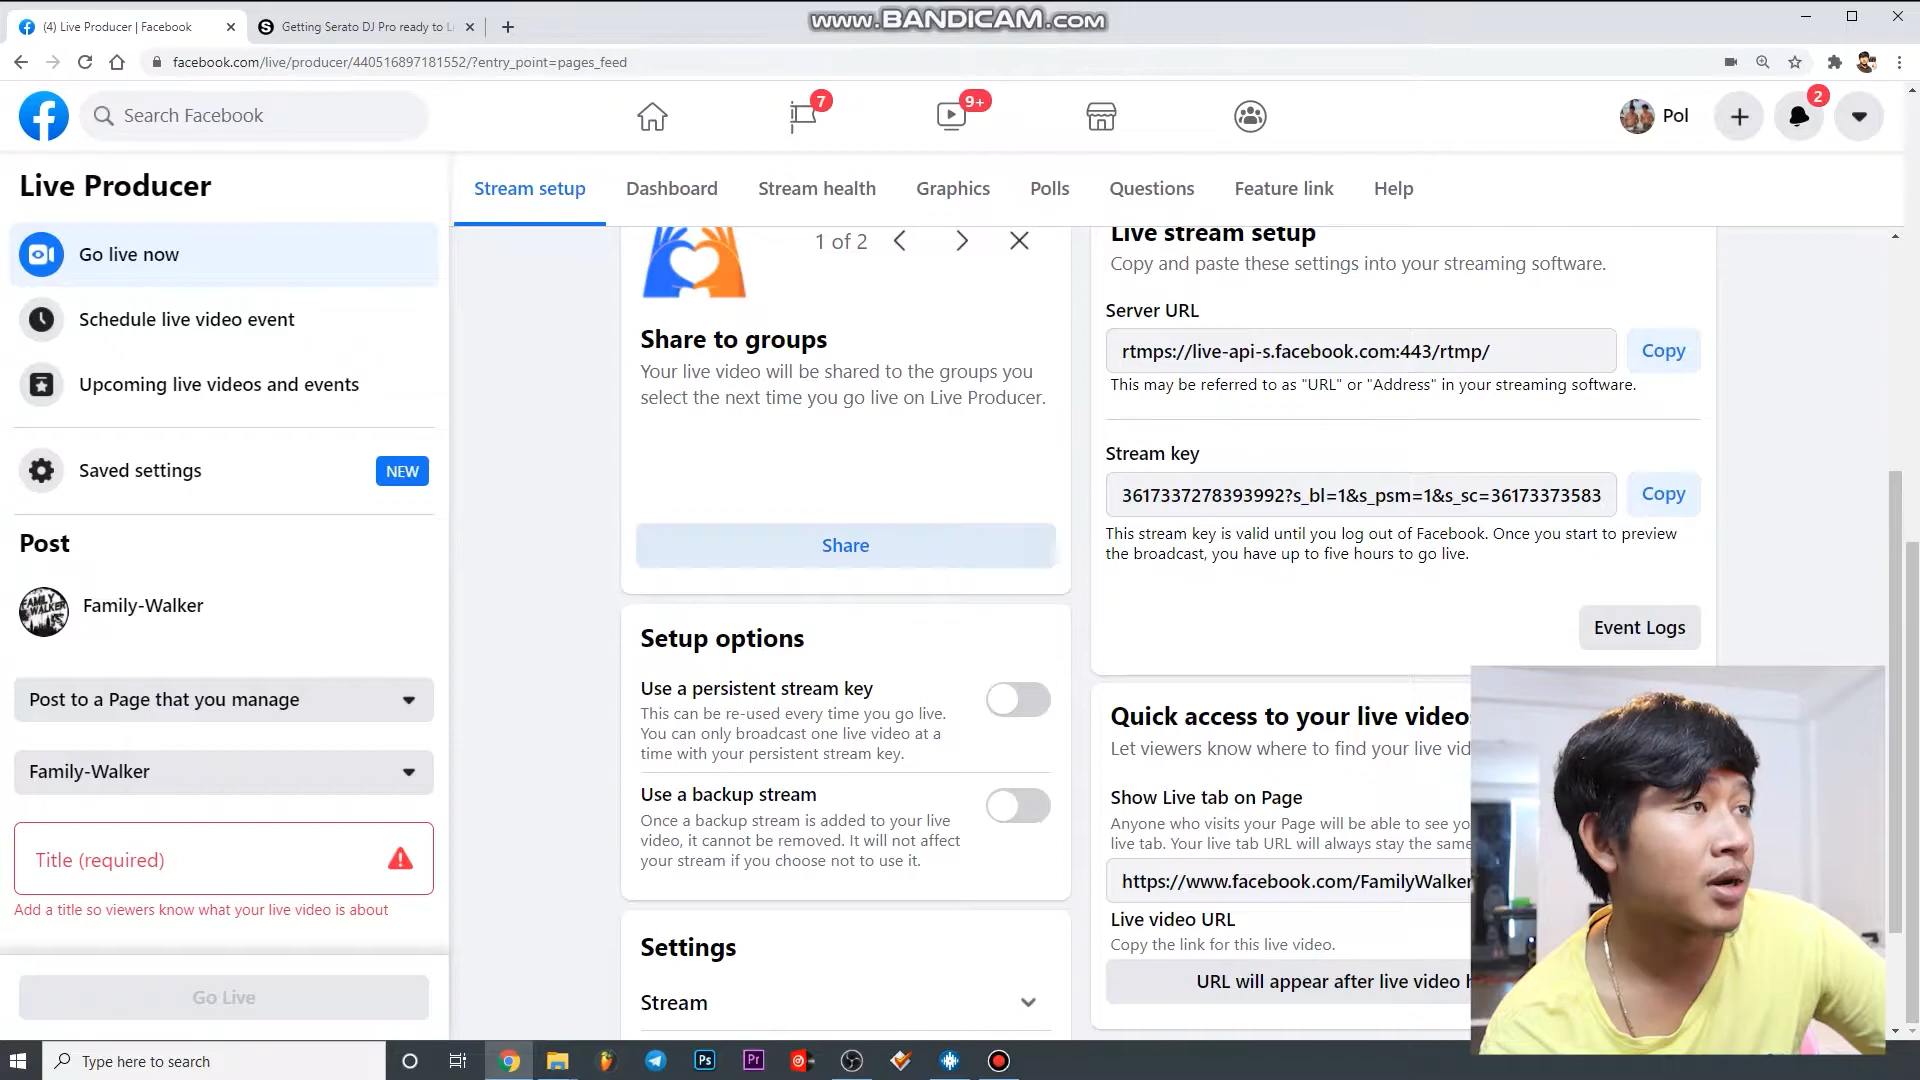 (4) Live Producer | Facebook
Getting Serato DJ Pro ready to Li
www.BANDICAM.com
facebook.com/live/producer/440516897181552/?entry_point=pages_feed
Search Facebook
7
9+
Pol
2
Live Producer
Go live now
Schedule live video event
Upcoming live videos and events
Saved settings
NEW
Post
FAMILY WALKER
Family-Walker
Post to a Page that you manage
Family-Walker
Title (required)
Add a title so viewers know what your live video is about
Go Live
Stream setup
Dashboard
Stream health
Graphics
Polls
Questions
Feature link
Help
1 of 2
Share to groups
Your live video will be shared to the groups you
select the next time you go live on Live Producer.
Share
Setup options
Use a persistent stream key
This can be re-used every time you go live.
You can only broadcast one live video at a
time with your persistent stream key.
Use a backup stream
Once a backup stream is added to your live
video, it cannot be removed. It will not affect
your stream if you choose not to use it.
Settings
Stream
Live stream setup
Copy and paste these settings into your streaming software.
Server URL
rtmps://live-api-s.facebook.com:443/rtmp/
Copy
This may be referred to as "URL" or "Address" in your streaming software.
Stream key
3617337278393992?s_bl=1&s_psm=1&s_sc=36173373583
Copy
This stream key is valid until you log out of Facebook. Once you start to preview
the broadcast, you have up to five hours to go live.
Event Logs
Quick access to your live video
Let viewers know where to find your live vid
Show Live tab on Page
Anyone who visits your Page will be able to see yo
live tab. Your live tab URL will always stay the same
https://www.facebook.com/FamilyWalker
Live video URL
Copy the link for this live video.
URL will appear after live video h
Type here to search
Ps
Pr